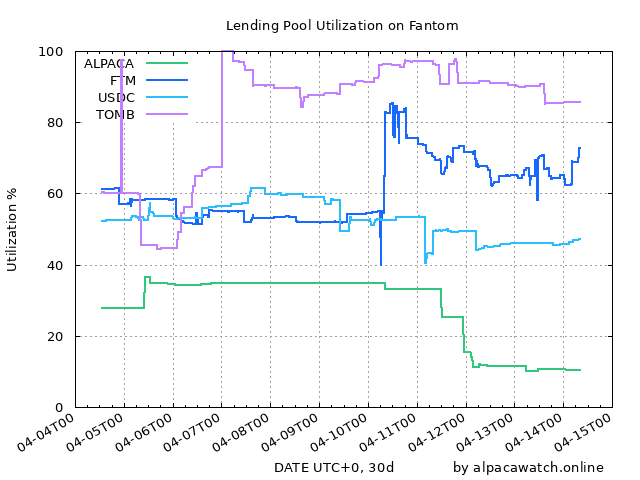 Lending Pool Utilization on Fantom
Utilization %
100
80
60
40
20
0
ALPACA
FTM
USDC
TOMB
04-04T00
04-05T00
04-06T00
04-07T00
04-08T00
04-09T00
04-10T00
04-11T00
04-12T00
04-13T00
04-14T00
04-15T00
DATE UTC+0, 30d
by alpacawatch.online